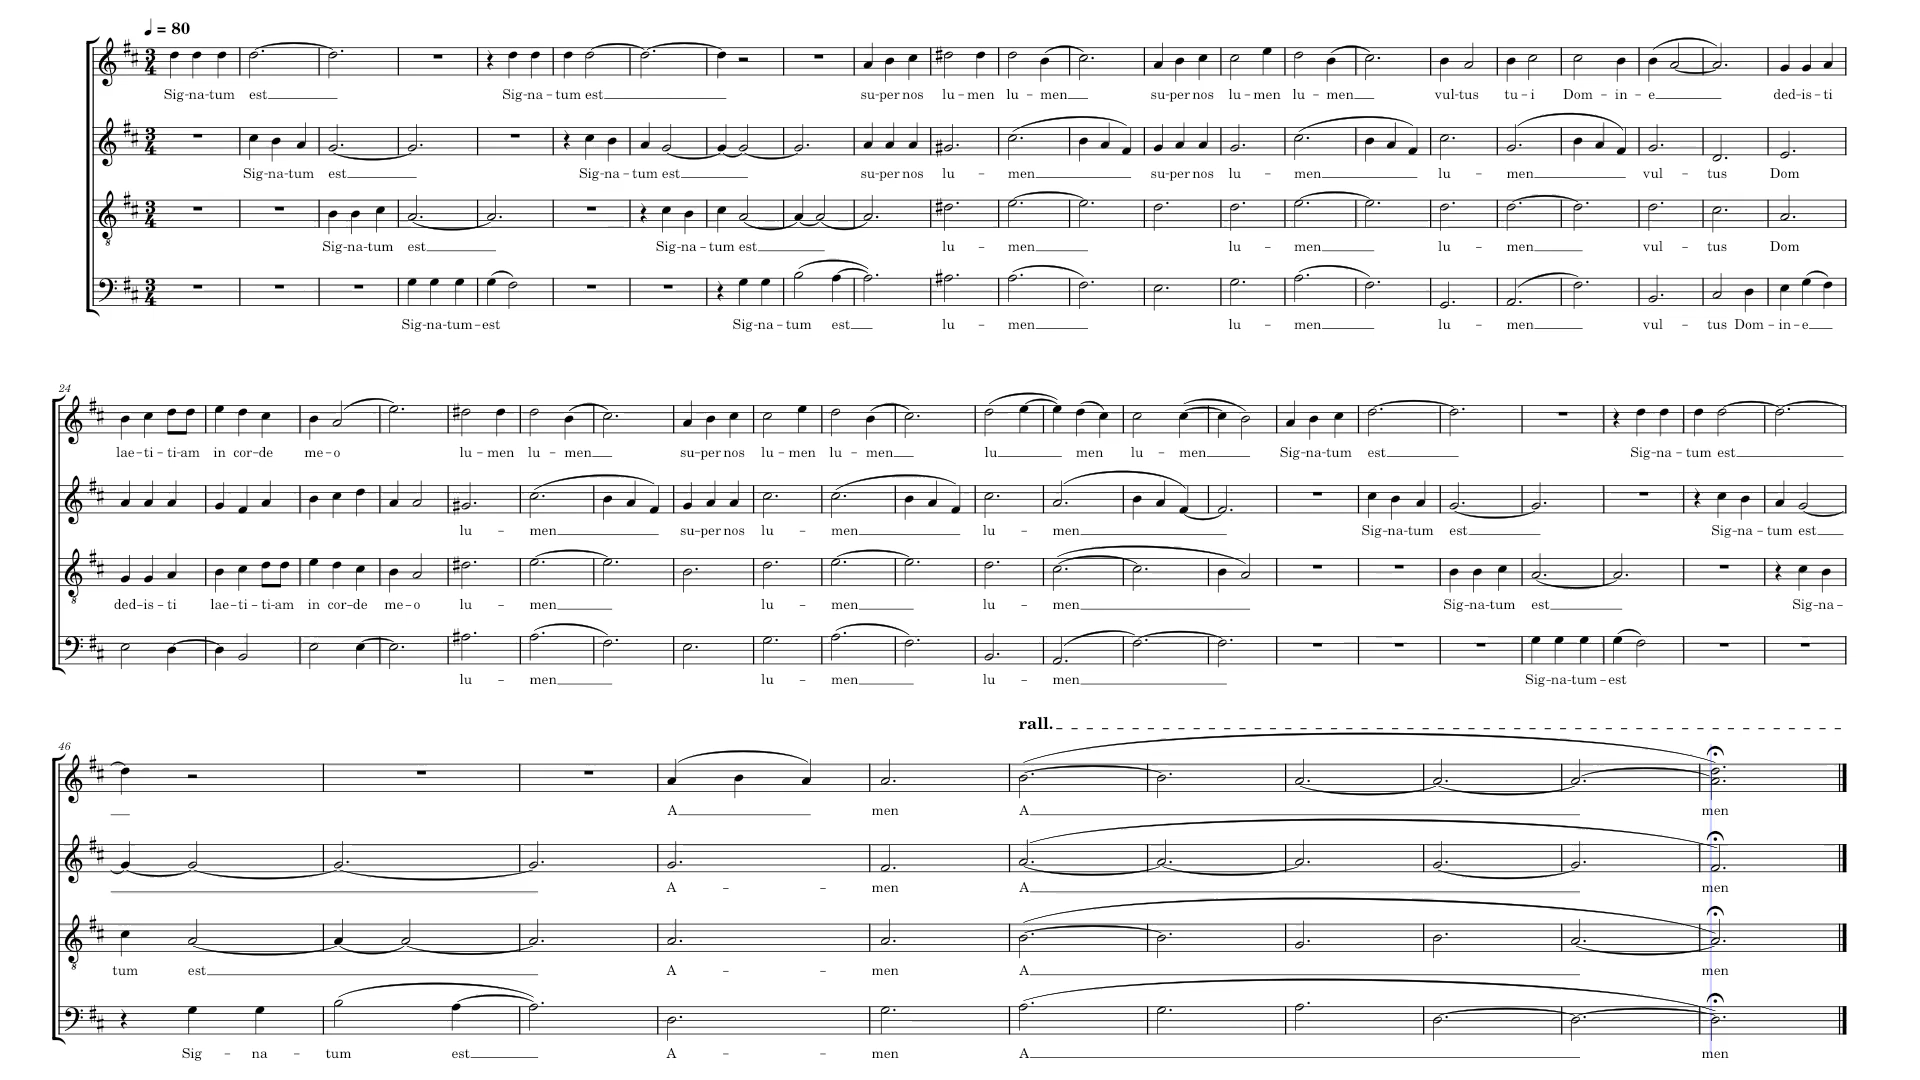 ♩ = 80
Sig-na-tum est Sig-na-tum est su-per nos lu-men lu-men su-per nos lu-men lu-men vul-tus tu-i Dom-in-e ded-is-ti
Sig-na-tum est Sig-na-tum est su-per nos lu-men su-per nos lu-men lu-men vul-tus Dom
Sig-na-tum est Sig-na-tum est lu-men lu-men lu-men vul-tus Dom
Sig-na-tum-est Sig-na-tum est lu-men lu-men lu-men vul-tus Dom-in-e
24
lae-ti-ti-am in cor-de me-o lu-men lu-men su-per nos lu-men lu-men lu men lu-men Sig-na-tum est Sig-na-tum est
lu-men su-per nos lu-men lu-men Sig-na-tum est Sig-na-tum est
ded-is-ti lae-ti-ti-am in cor-de me-o lu-men lu-men lu-men Sig-na-tum est Sig-na-
lu-men lu-men lu-men Sig-na-tum-est
46
rall.
A men A men
A-men A men
tum est A-men A men
Sig-na-tum est A-men A men